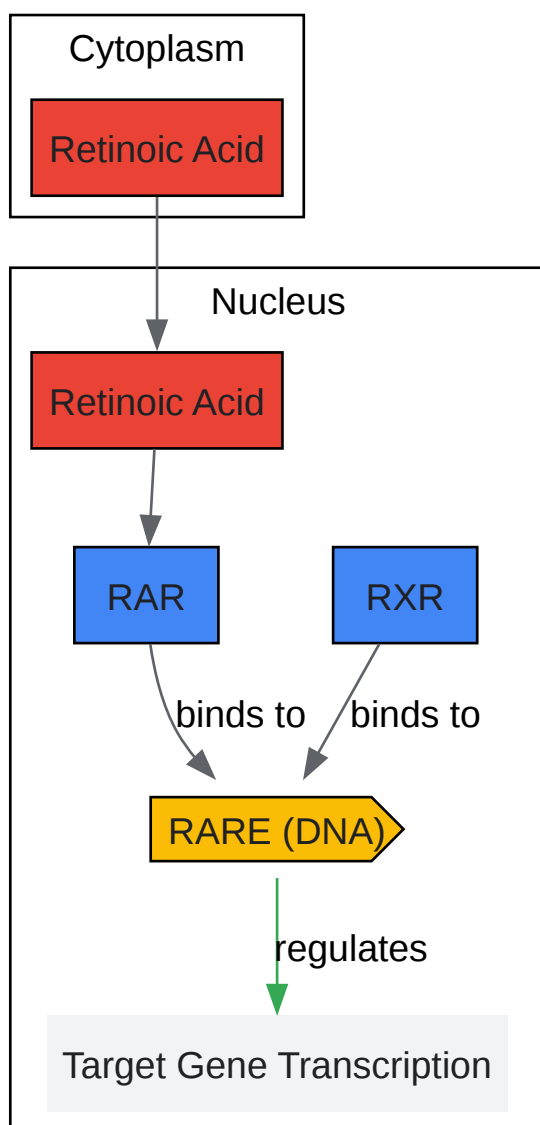 Cytoplasm
Retinoic Acid
Nucleus
Retinoic Acid
RAR
RXR
binds to
binds to
RARE (DNA)
regulates
Target Gene Transcription